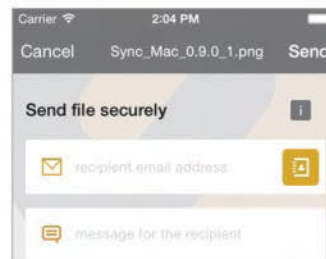 Carrier 2:04 PM
Cancel Sync_Mac_0.9.0_1.png Send
Send file securely
i
recipient email address
message for the recipient